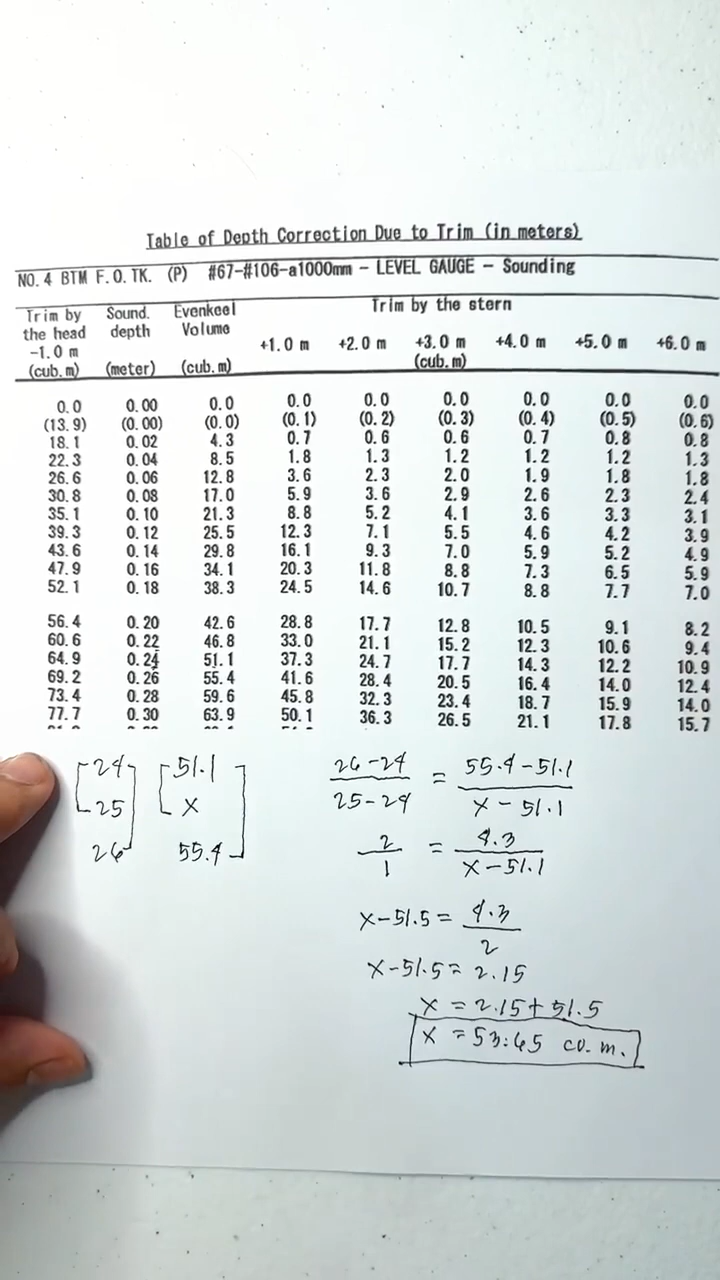 Table of Depth Correction Due to Trim (in meters)
NO. 4 BTM F. O. TK. (P) #67-#106-a1000mm - LEVEL GAUGE - Sounding
Trim by the head -1.0 m (cub. m) Sound. depth (meter) Evenkeel Volume (cub. m) Trim by the stern
+1.0 m +2.0 m +3.0 m (cub. m) +4.0 m +5.0 m +6.0 m
0.0 0.00 0.0 0.0 0.0 0.0 0.0 0.0 0.0
(13.9) (0.00) (0.0) (0.1) (0.2) (0.3) (0.4) (0.5) (0.6)
18.1 0.02 4.3 0.7 0.6 0.6 0.7 0.8 0.8
22.3 0.04 8.5 1.8 1.3 1.2 1.2 1.2 1.3
26.6 0.06 12.8 3.6 2.3 2.0 1.9 1.8 1.8
30.8 0.08 17.0 5.9 3.6 2.9 2.6 2.3 2.4
35.1 0.10 21.3 8.8 5.2 4.1 3.6 3.3 3.1
39.3 0.12 25.5 12.3 7.1 5.5 4.6 4.2 3.9
43.6 0.14 29.8 16.1 9.3 7.0 5.9 5.2 4.9
47.9 0.16 34.1 20.3 11.8 8.8 7.3 6.5 5.9
52.1 0.18 38.3 24.5 14.6 10.7 8.8 7.7 7.0
56.4 0.20 42.6 28.8 17.7 12.8 10.5 9.1 8.2
60.6 0.22 46.8 33.0 21.1 15.2 12.3 10.6 9.4
64.9 0.24 51.1 37.3 24.7 17.7 14.3 12.2 10.9
69.2 0.26 55.4 41.6 28.4 20.5 16.4 14.0 12.4
73.4 0.28 59.6 45.8 32.3 23.4 18.7 15.9 14.0
77.7 0.30 63.9 50.1 36.3 26.5 21.1 17.8 15.7
24 51.1
25 x
26 55.4
26-24 / 25-24 = 55.4-51.1 / x-51.1
2 / 1 = 4.3 / x-51.1
x-51.5 = 4.3 / 2
x-51.5 = 2.15
x = 2.15+51.5
x = 53.65 cu. m.